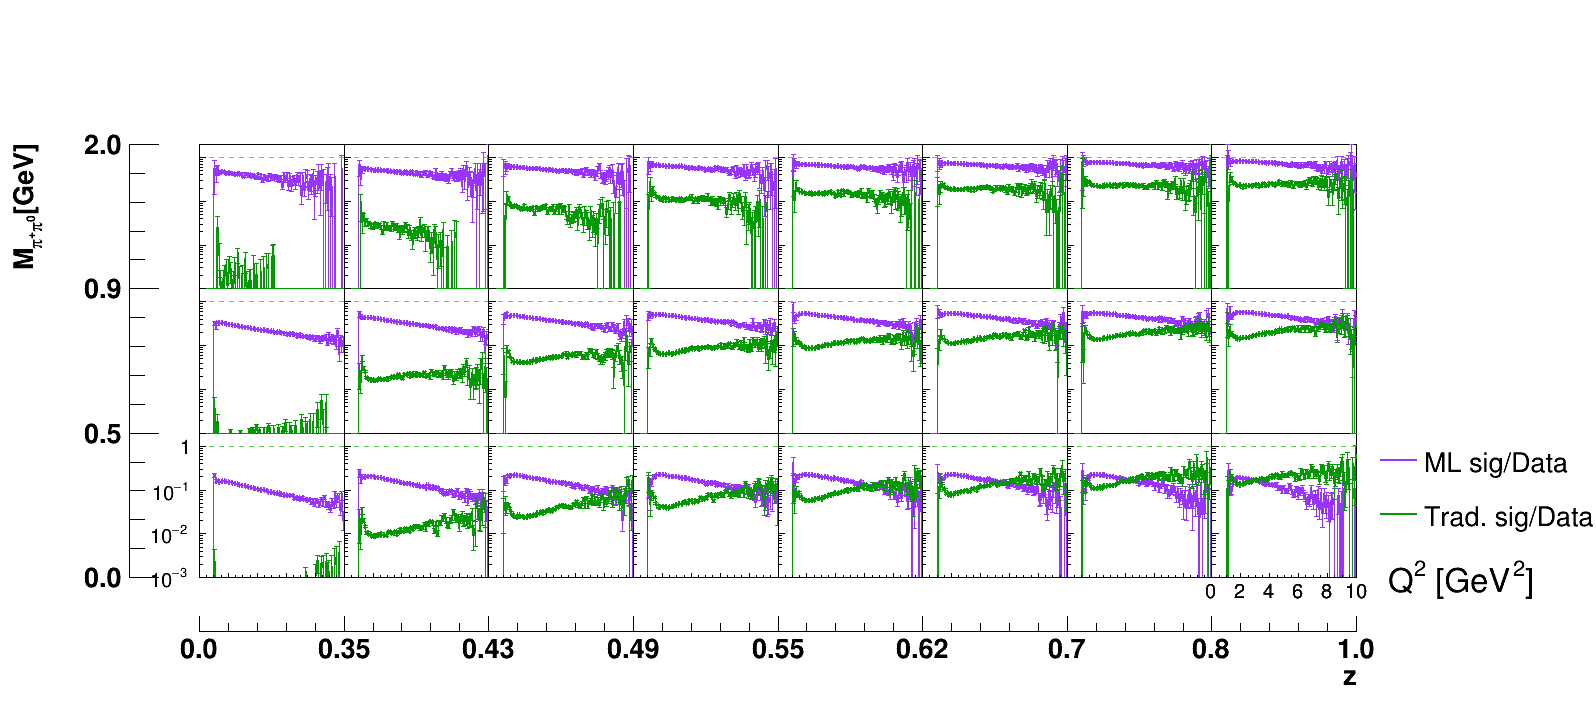 M π⁺π⁰ [GeV]
2.0
0.9
0.5
0.0
1
10⁻¹
10⁻²
10⁻³
ML sig/Data
Trad. sig/Data
Q² [GeV²]
0 2 4 6 8 10
0.0 0.35 0.43 0.49 0.55 0.62 0.7 0.8 1.0
z